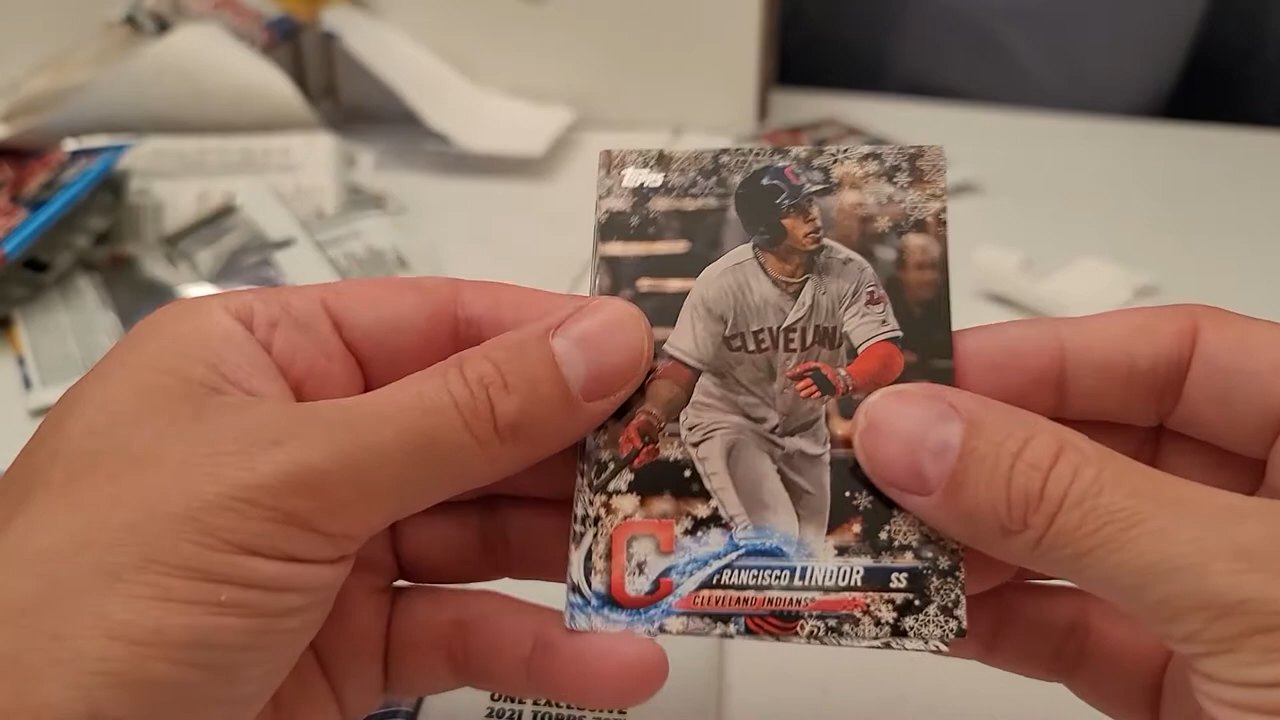 Topps
CLEVELAND
C
FRANCISCO LINDOR SS
CLEVELAND INDIANS
ONE EXCLUSIVE
2021 TOPPS